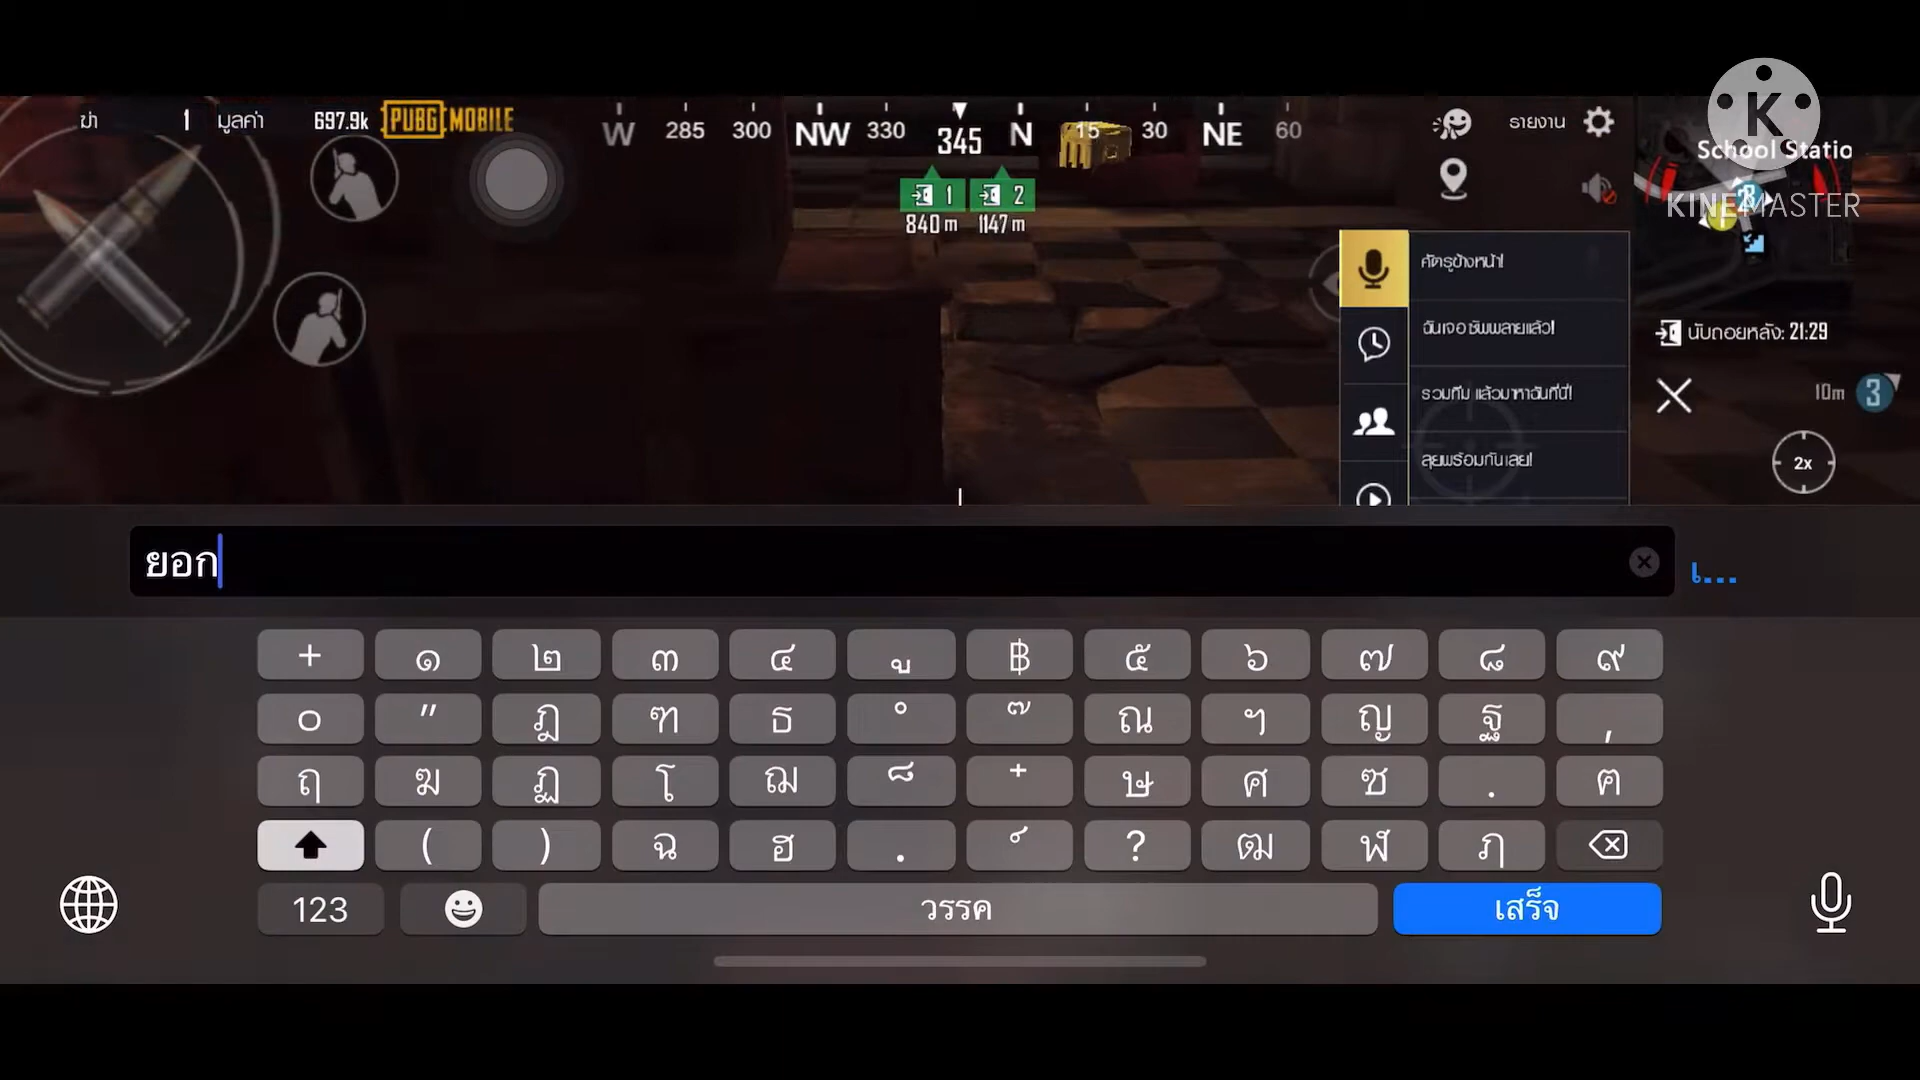 ฆ่า 1 มูลค่า 697.9k PUBG MOBILE
W 285 300 NW 330 345 N 15 30 NE 60
รายงาน
K
KINEMASTER
School Statio
1 2
840 m 1147 m
ศัตรูข้างหน้า!
ฉันเจอซัพพลายแล้ว!
รวมทีม แล้วมาหาฉันที่นี่!
ลุยพร้อมกันเลย!
นับถอยหลัง: 21:29
10m 3
2x
ยอก
เ...
+ ๑ ๒ ๓ ๔ ู ฿ ๕ ๖ ๗ ๘ ๙
๐ " ฎ ฑ ธ ํ ๊ ณ ฯ ญ ฐ ,
ฤ ฆ ฏ โ ฌ ็ ๋ ษ ศ ซ . ฅ
( ) ฉ ฮ . ์ ? ฒ ฬ ฦ
123 วรรค เสร็จ